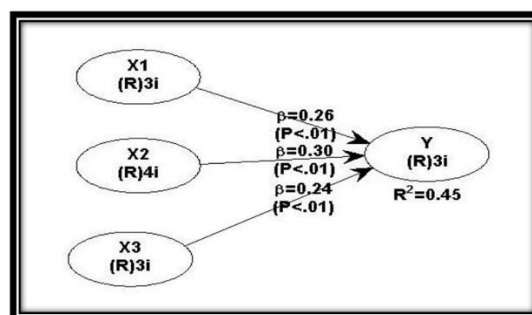 X1
(R)3i
β=0.26
(P<.01)
X2
(R)4i
β=0.30
(P<.01)
Y
(R)3i
R²=0.45
β=0.24
(P<.01)
X3
(R)3i